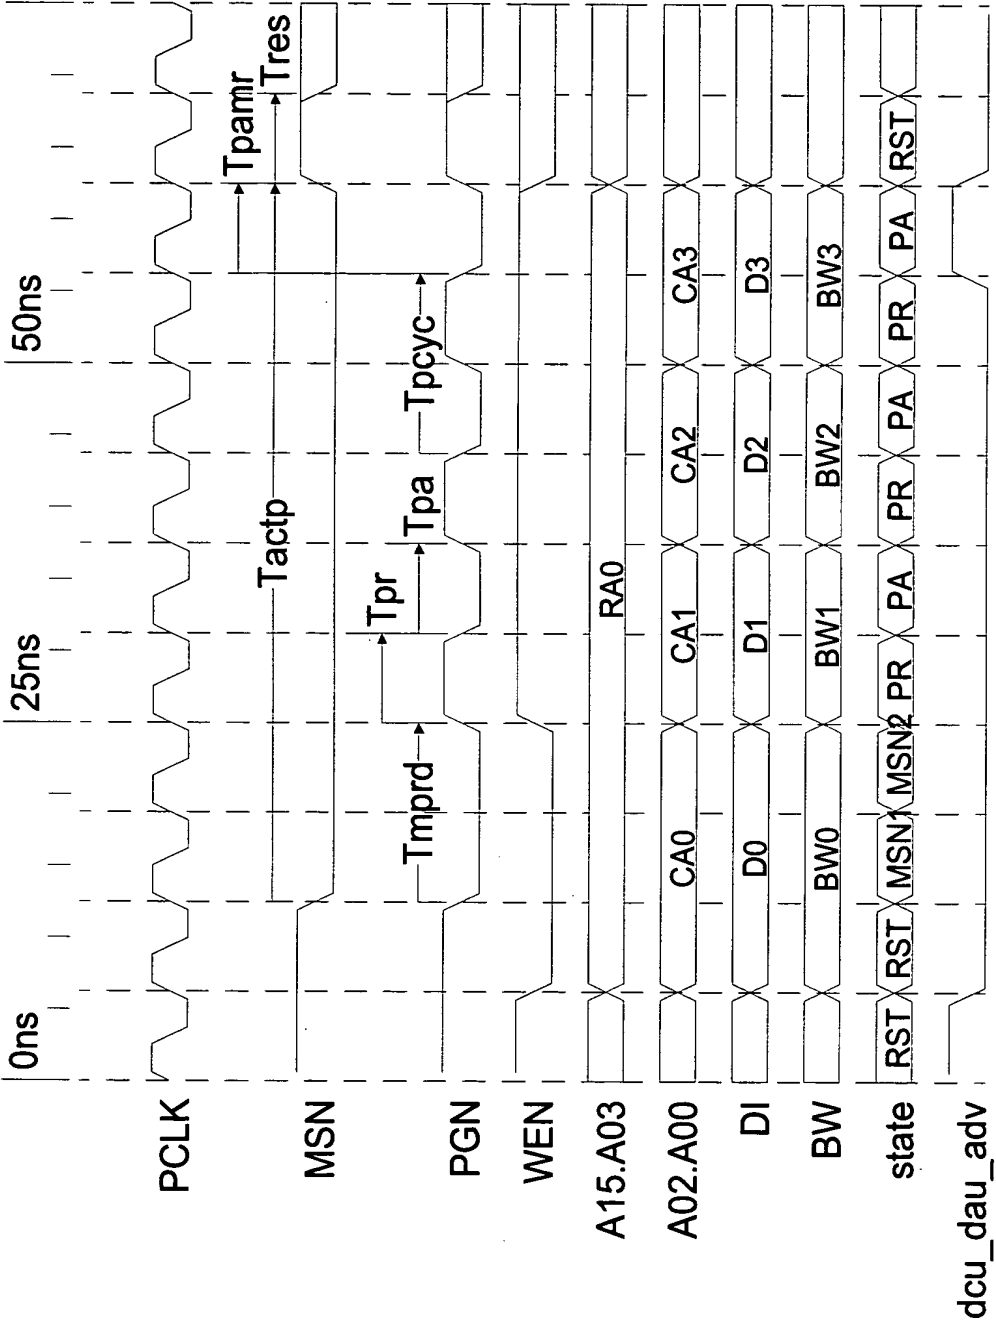 0ns 25ns 50ns
PCLK
Tactp Tpamr Tres
MSN
Tmprd Tpr Tpa Tpcyc
PGN
WEN
A15.A03 RA0
A02.A00 CA0 CA1 CA2 CA3
DI D0 D1 D2 D3
BW BW0 BW1 BW2 BW3
state RST RST MSN1 MSN2 PR PA PR PA PR PA RST
dcu_dau_adv